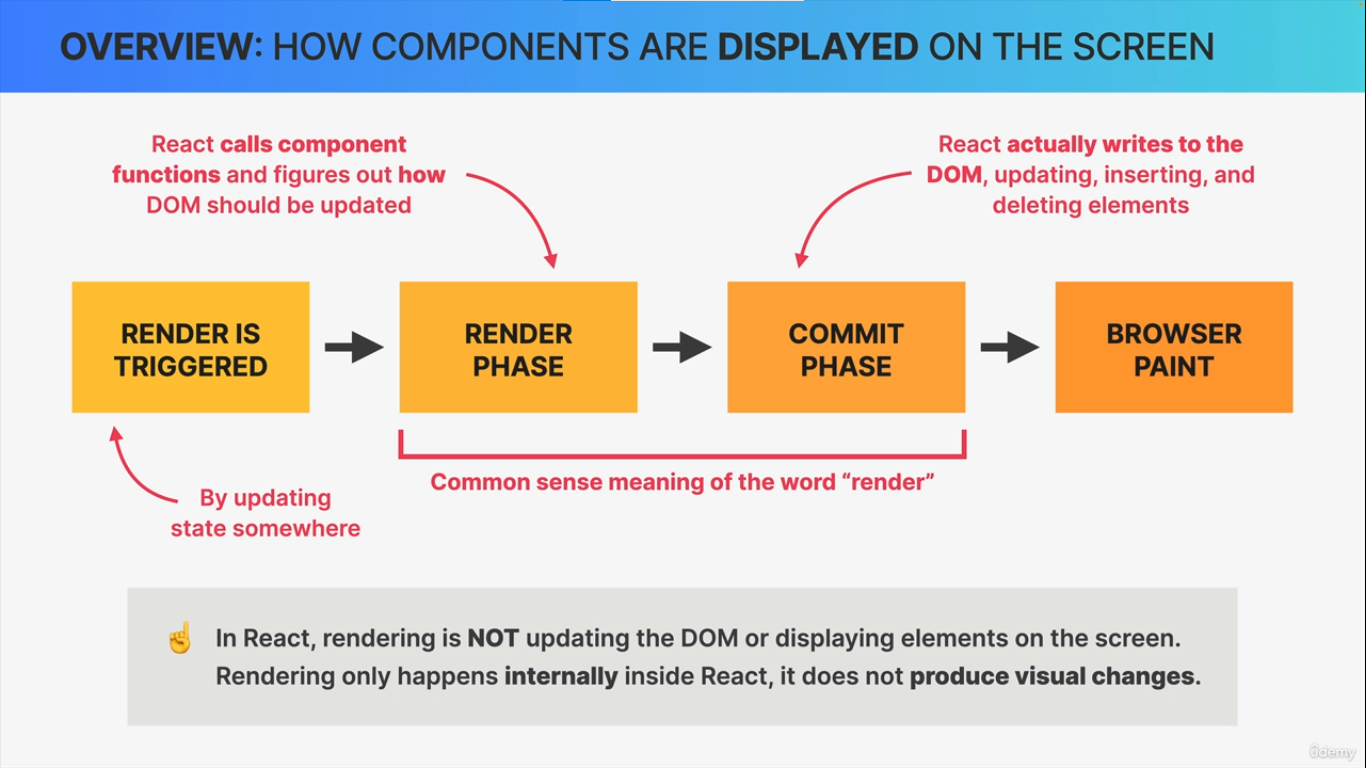 OVERVIEW: HOW COMPONENTS ARE DISPLAYED ON THE SCREEN
React calls component
functions and figures out how
DOM should be updated
React actually writes to the
DOM, updating, inserting, and
deleting elements
RENDER IS
TRIGGERED
RENDER
PHASE
COMMIT
PHASE
BROWSER
PAINT
By updating
state somewhere
Common sense meaning of the word “render”
☝️ In React, rendering is NOT updating the DOM or displaying elements on the screen.
Rendering only happens internally inside React, it does not produce visual changes.
ûdemy